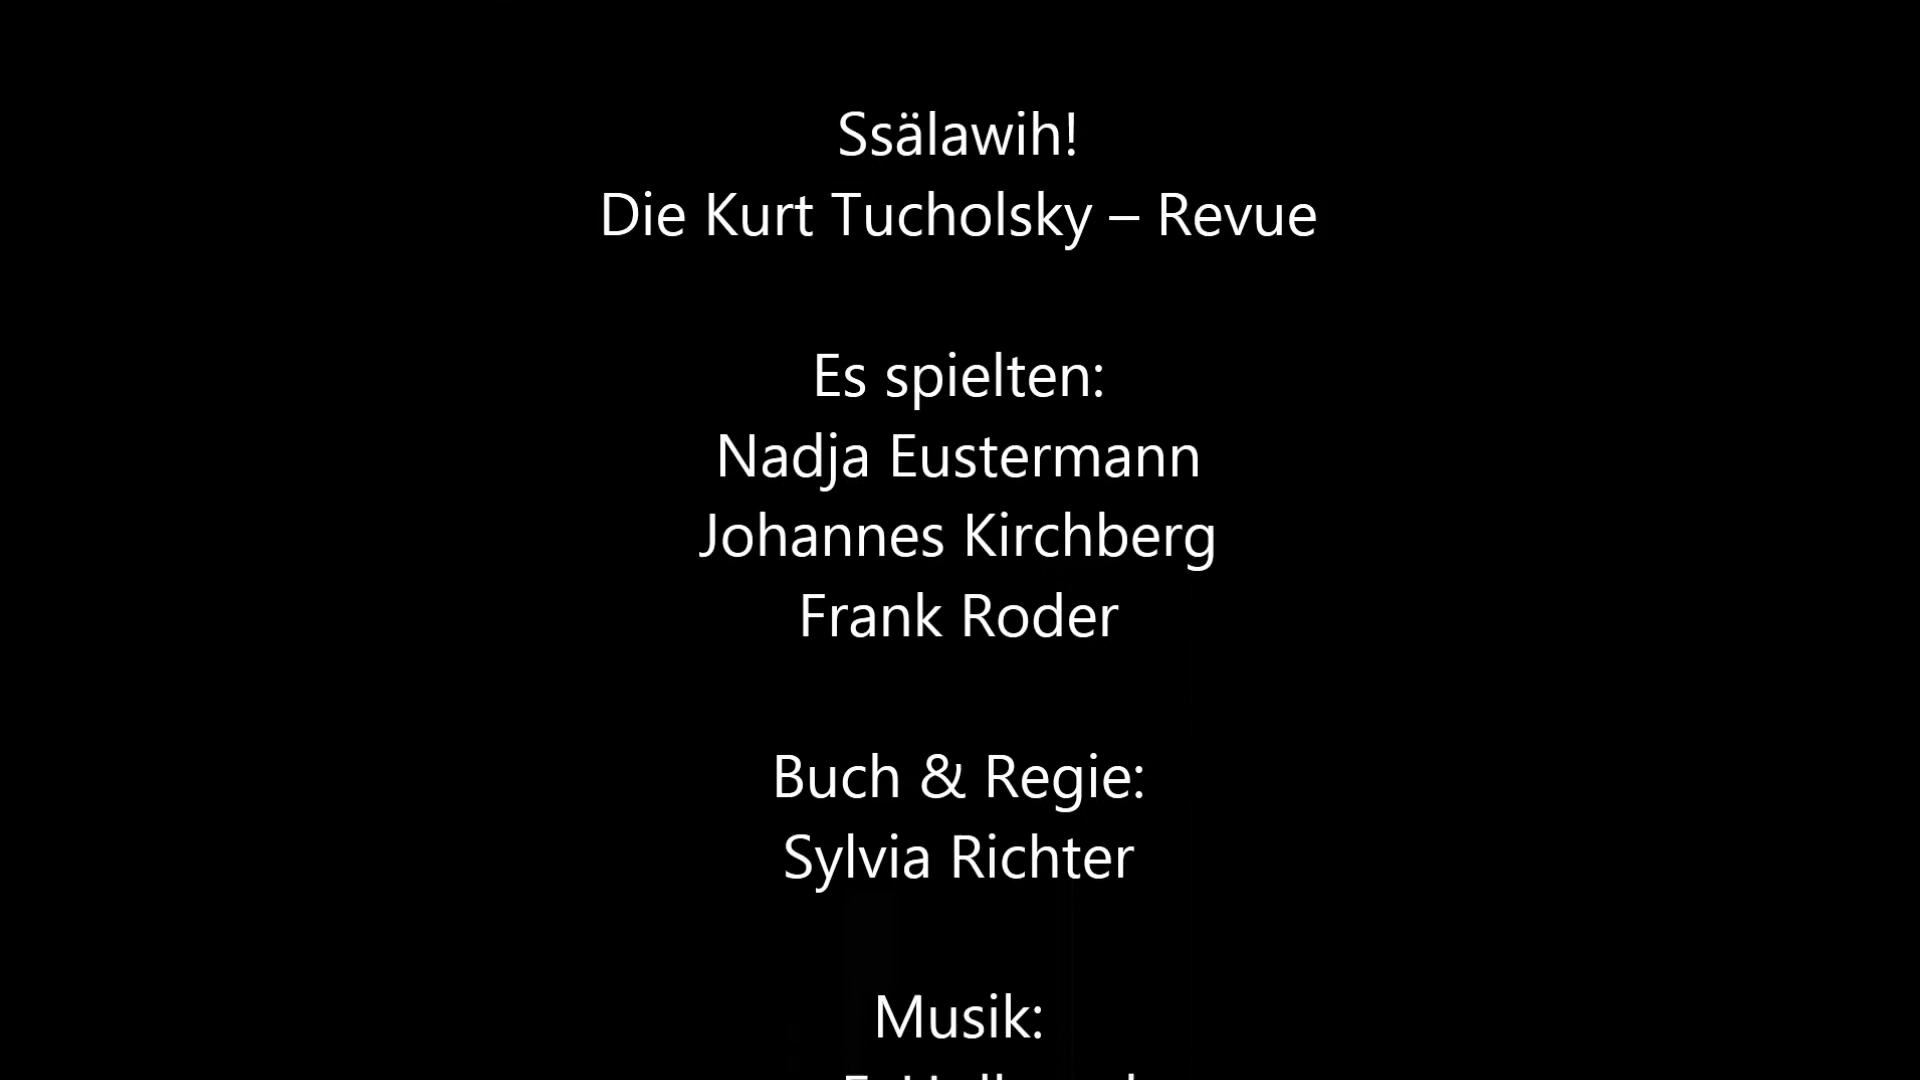 Ssälawih!
Die Kurt Tucholsky – Revue
Es spielten:
Nadja Eustermann
Johannes Kirchberg
Frank Roder
Buch & Regie:
Sylvia Richter
Musik: